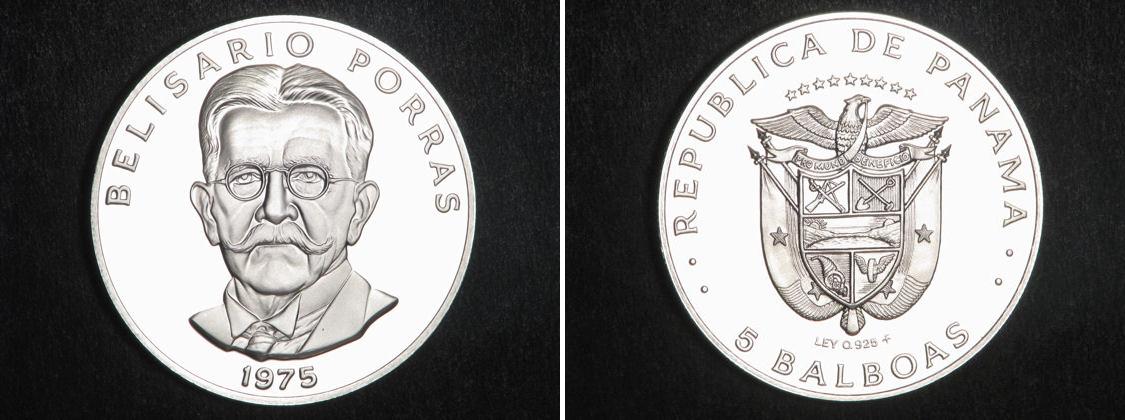 BELISARIO PORRAS
1975
REPUBLICA DE PANAMA
PRO MUNDI BENEFICIO
LEY 0.925
5 BALBOAS